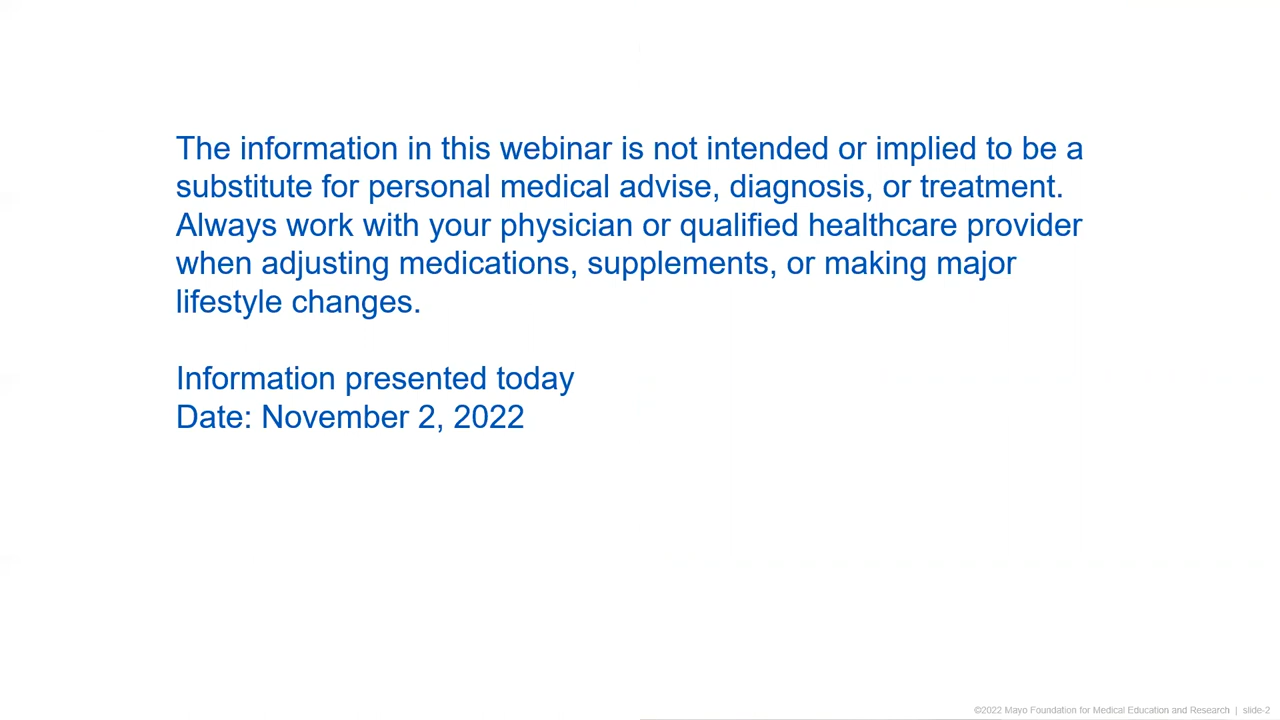 The information in this webinar is not intended or implied to be a
substitute for personal medical advise, diagnosis, or treatment.
Always work with your physician or qualified healthcare provider
when adjusting medications, supplements, or making major
lifestyle changes.
Information presented today
Date: November 2, 2022
©2022 Mayo Foundation for Medical Education and Research | slide-2